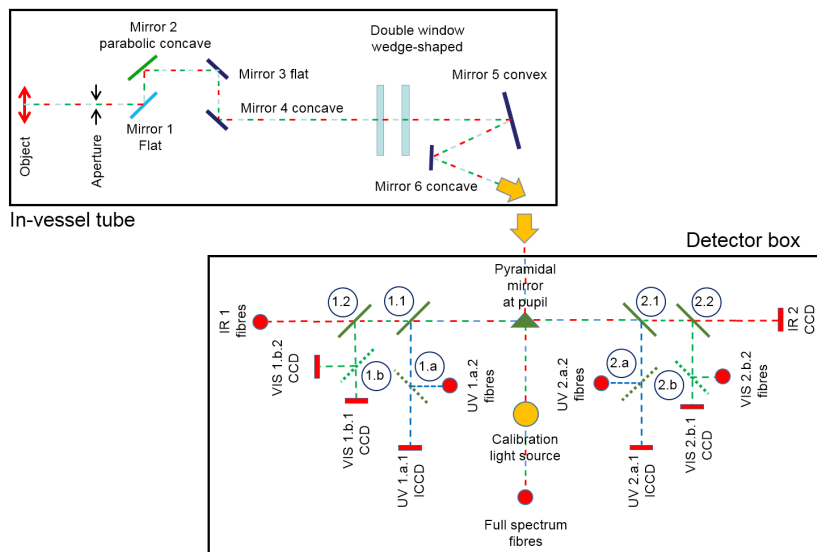 Mirror 2
parabolic concave
Double window
wedge-shaped
Mirror 3 flat
Mirror 5 convex
Mirror 4 concave
Mirror 1
Flat
Object
Aperture
Mirror 6 concave
In-vessel tube
Detector box
Pyramidal
mirror
at pupil
1.2
1.1
2.1
2.2
IR 1
fibres
IR 2
CCD
VIS 1.b.2
CCD
1.b
1.a
UV 1.a.2
fibres
UV 2.a.2
fibres
2.a
2.b
VIS 2.b.2
fibres
VIS 1.b.1
CCD
UV 1.a.1
ICCD
Calibration
light source
UV 2.a.1
ICCD
VIS 2.b.1
CCD
Full spectrum
fibres